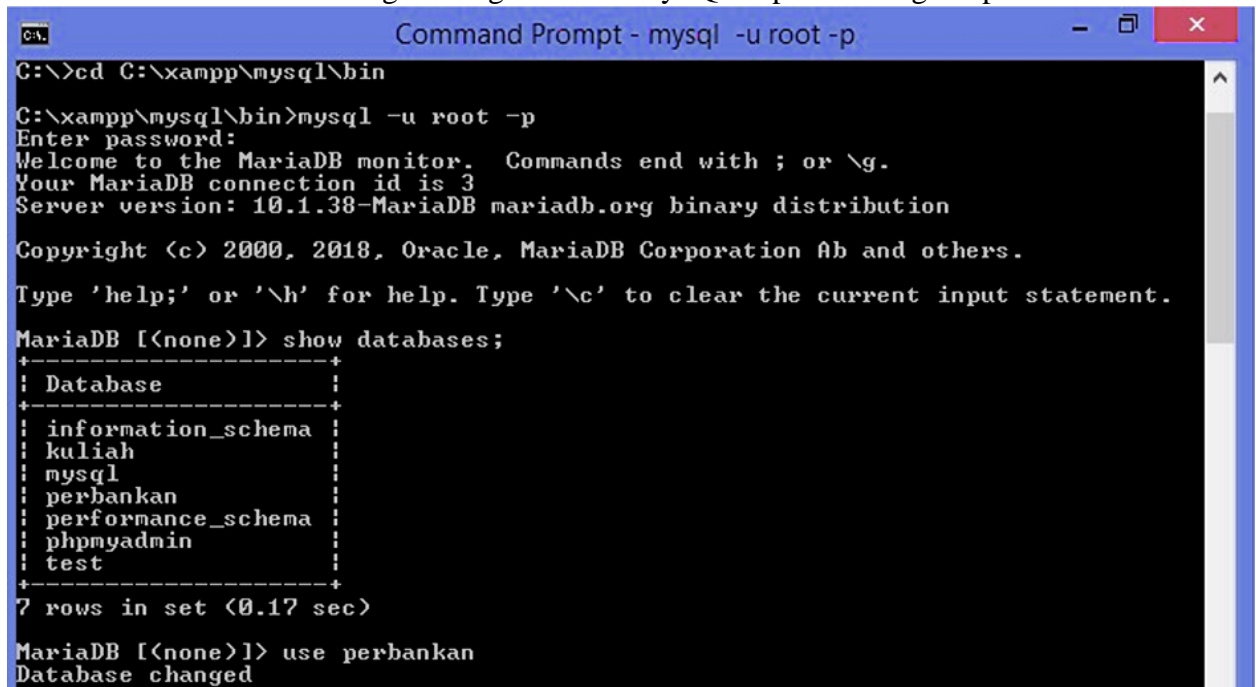 C:\.
Command Prompt - mysql -u root -p
C:\>cd C:\xampp\mysql\bin
C:\xampp\mysql\bin>mysql -u root -p
Enter password:
Welcome to the MariaDB monitor.  Commands end with ; or \g.
Your MariaDB connection id is 3
Server version: 10.1.38-MariaDB mariadb.org binary distribution
Copyright (c) 2000, 2018, Oracle, MariaDB Corporation Ab and others.
Type 'help;' or '\h' for help. Type '\c' to clear the current input statement.
MariaDB [(none)]> show databases;
+--------------------+
| Database           |
+--------------------+
| information_schema |
| kuliah             |
| mysql              |
| perbankan          |
| performance_schema |
| phpmyadmin         |
| test               |
+--------------------+
7 rows in set (0.17 sec)
MariaDB [(none)]> use perbankan
Database changed